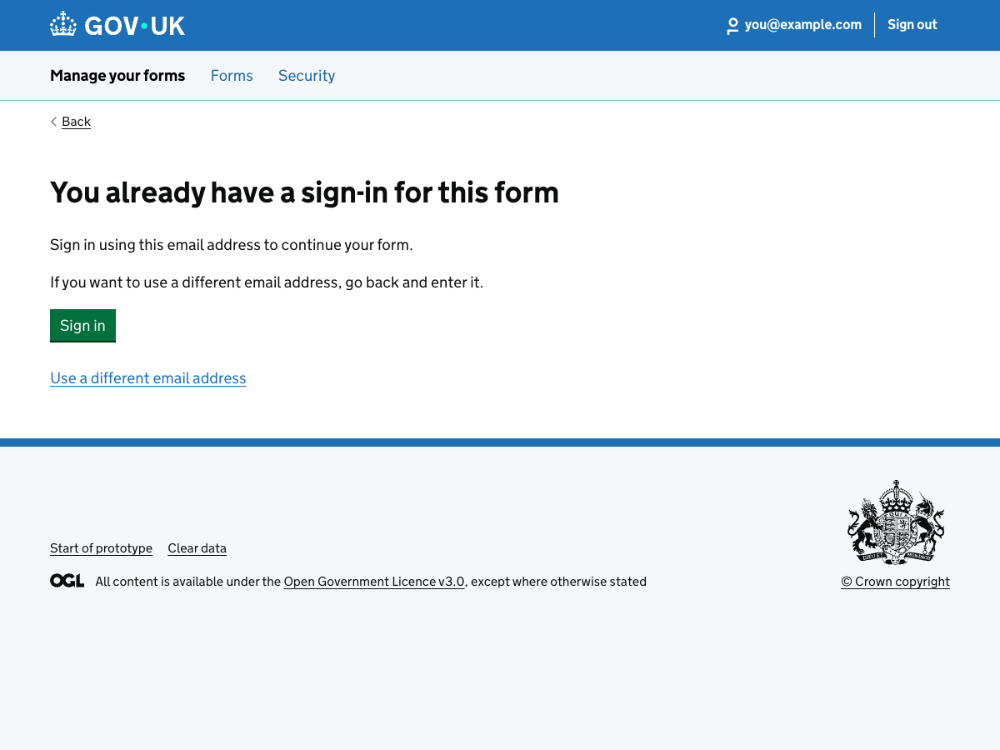 GOV·UK
you@example.com
Sign out
Manage your forms
Forms
Security
Back
You already have a sign-in for this form
Sign in using this email address to continue your form.
If you want to use a different email address, go back and enter it.
Sign in
Use a different email address
Start of prototype
Clear data
OGL
All content is available under the Open Government Licence v3.0, except where otherwise stated
© Crown copyright